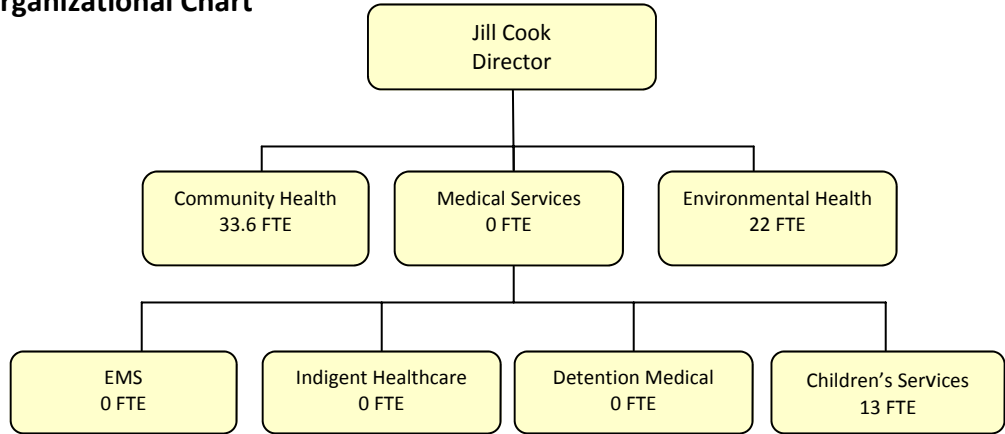 rganizational Chart
Jill Cook
Director
Community Health
33.6 FTE
Medical Services
0 FTE
Environmental Health
22 FTE
EMS
0 FTE
Indigent Healthcare
0 FTE
Detention Medical
0 FTE
Children’s Services
13 FTE